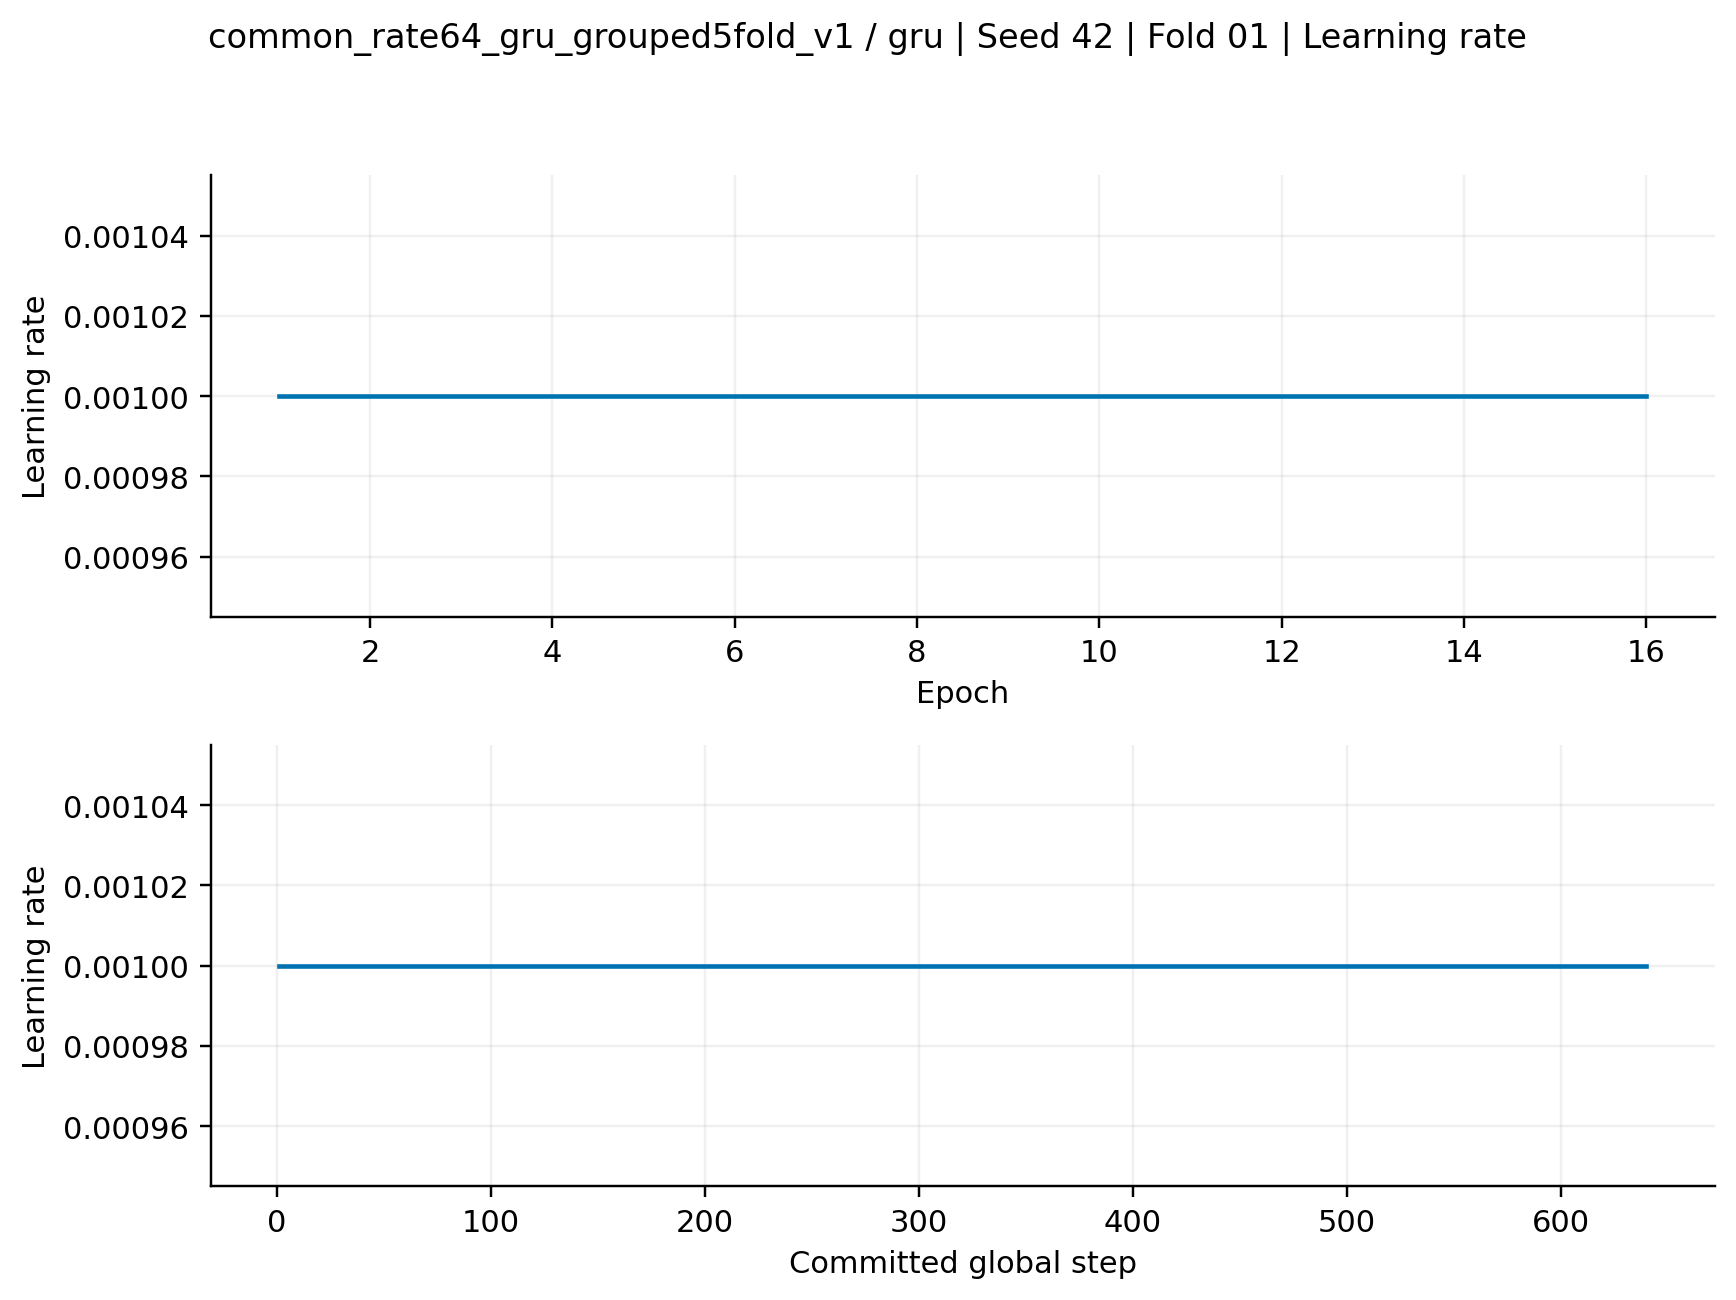 common_rate64_gru_grouped5fold_v1 / gru | Seed 42 | Fold 01 | Learning rate
Learning rate
0.00104
0.00102
0.00100
0.00098
0.00096
2 4 6 8 10 12 14 16
Epoch
Learning rate
0.00104
0.00102
0.00100
0.00098
0.00096
0 100 200 300 400 500 600
Committed global step